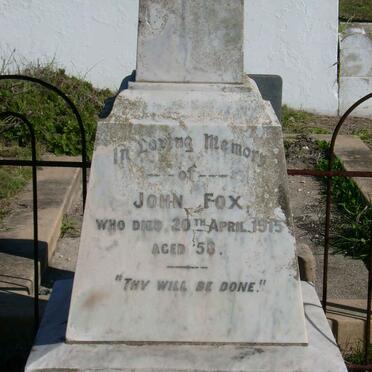 In Loving Memory
of
JOHN FOX,
WHO DIED 20TH APRIL 1915
AGED 58.
"THY WILL BE DONE."